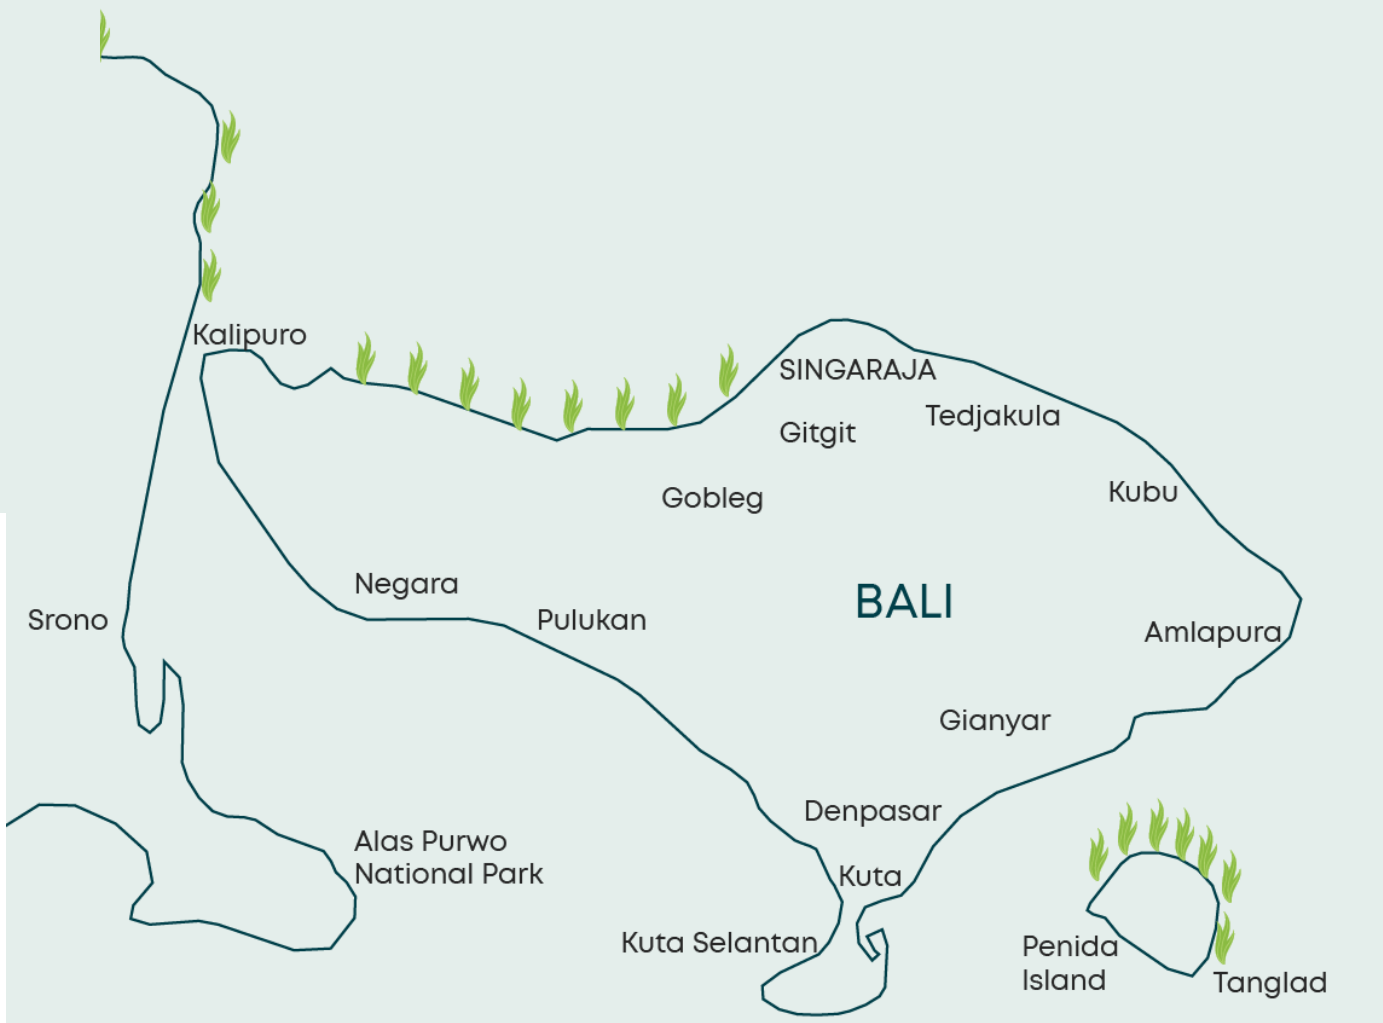 Kalipuro
SINGARAJA
Tedjakula
Gitgit
Kubu
Gobleg
Negara
BALI
Srono
Pulukan
Amlapura
Gianyar
Denpasar
Alas Purwo
National Park
Kuta
Kuta Selantan
Penida
Island
Tanglad